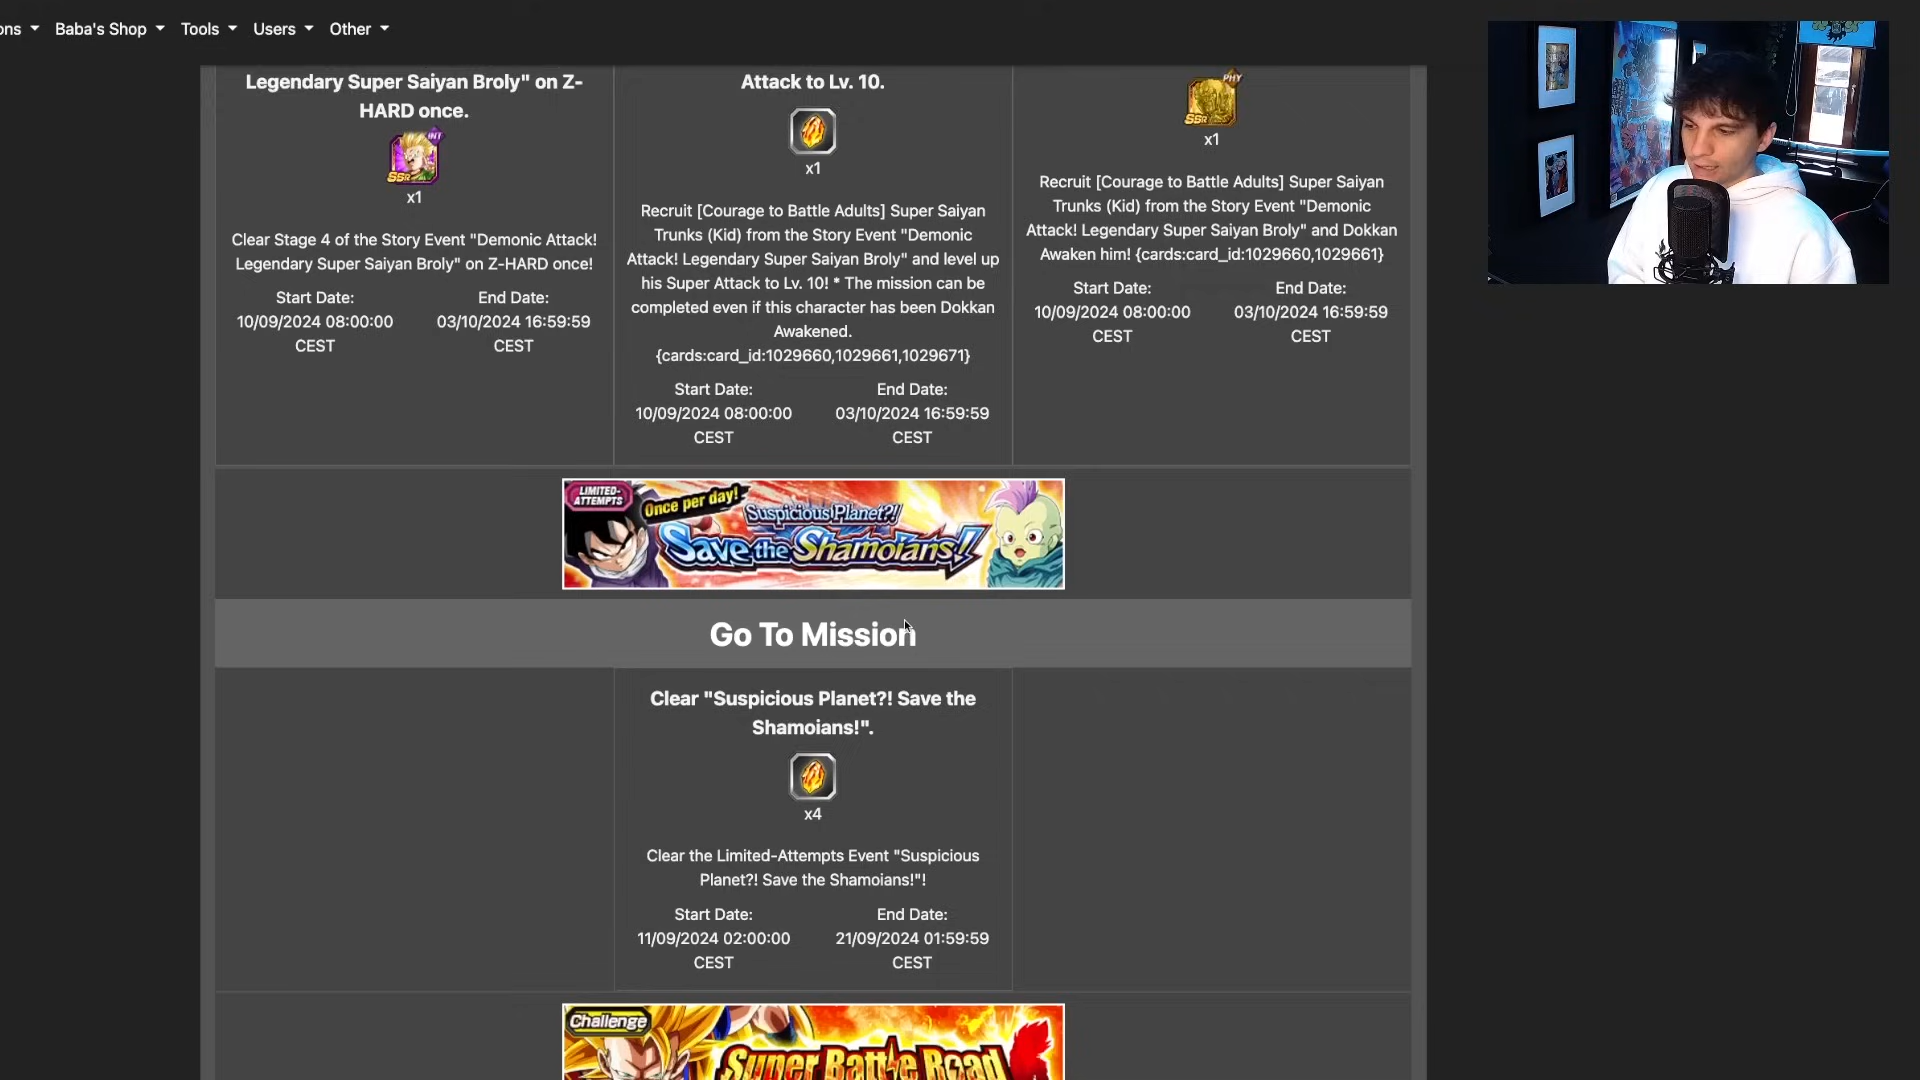 ons
Baba's Shop
Tools
Users
Other
Legendary Super Saiyan Broly" on Z-
HARD once.
INT
SSR
x1
Clear Stage 4 of the Story Event "Demonic Attack!
Legendary Super Saiyan Broly" on Z-HARD once!
Start Date:
10/09/2024 08:00:00
CEST
End Date:
03/10/2024 16:59:59
CEST
Attack to Lv. 10.
x1
Recruit [Courage to Battle Adults] Super Saiyan
Trunks (Kid) from the Story Event "Demonic
Attack! Legendary Super Saiyan Broly" and level up
his Super Attack to Lv. 10! * The mission can be
completed even if this character has been Dokkan
Awakened.
{cards:card_id:1029660,1029661,1029671}
Start Date:
10/09/2024 08:00:00
CEST
End Date:
03/10/2024 16:59:59
CEST
PHY
SSR
x1
Recruit [Courage to Battle Adults] Super Saiyan
Trunks (Kid) from the Story Event "Demonic
Attack! Legendary Super Saiyan Broly" and Dokkan
Awaken him! {cards:card_id:1029660,1029661}
Start Date:
10/09/2024 08:00:00
CEST
End Date:
03/10/2024 16:59:59
CEST
LIMITED-
ATTEMPTS
Once per day!
Suspicious Planet?!
Save the Shamoians!!
Go To Mission
Clear "Suspicious Planet?! Save the
Shamoians!".
x4
Clear the Limited-Attempts Event "Suspicious
Planet?! Save the Shamoians!"!
Start Date:
11/09/2024 02:00:00
CEST
End Date:
21/09/2024 01:59:59
CEST
Challenge
Super Battle Road